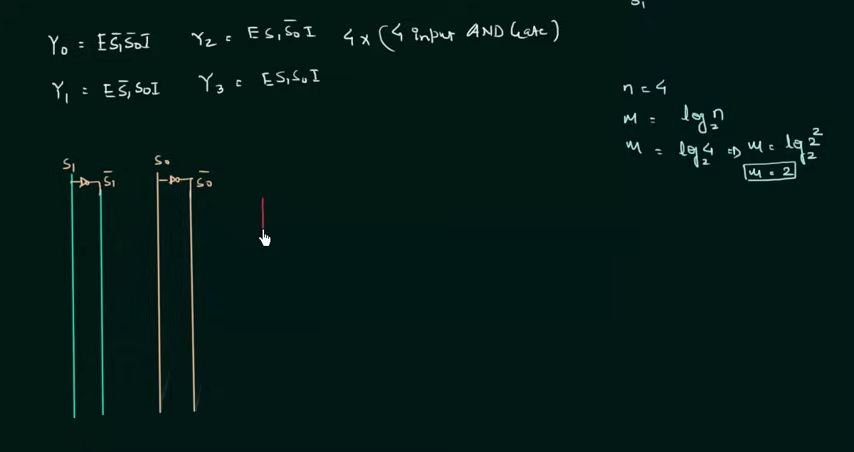 S₁
Y₀ = ES̅₁S̅₀I Y₂ = ES₁S̅₀I 4 x (4 input AND Gate)
Y₁ = ES̅₁S₀I Y₃ = ES₁S₀I
n = 4
m = log₂n
m = log₂4 ⇒ m = log₂2²
m = 2
S₁ S̅₁ S₀ S̅₀